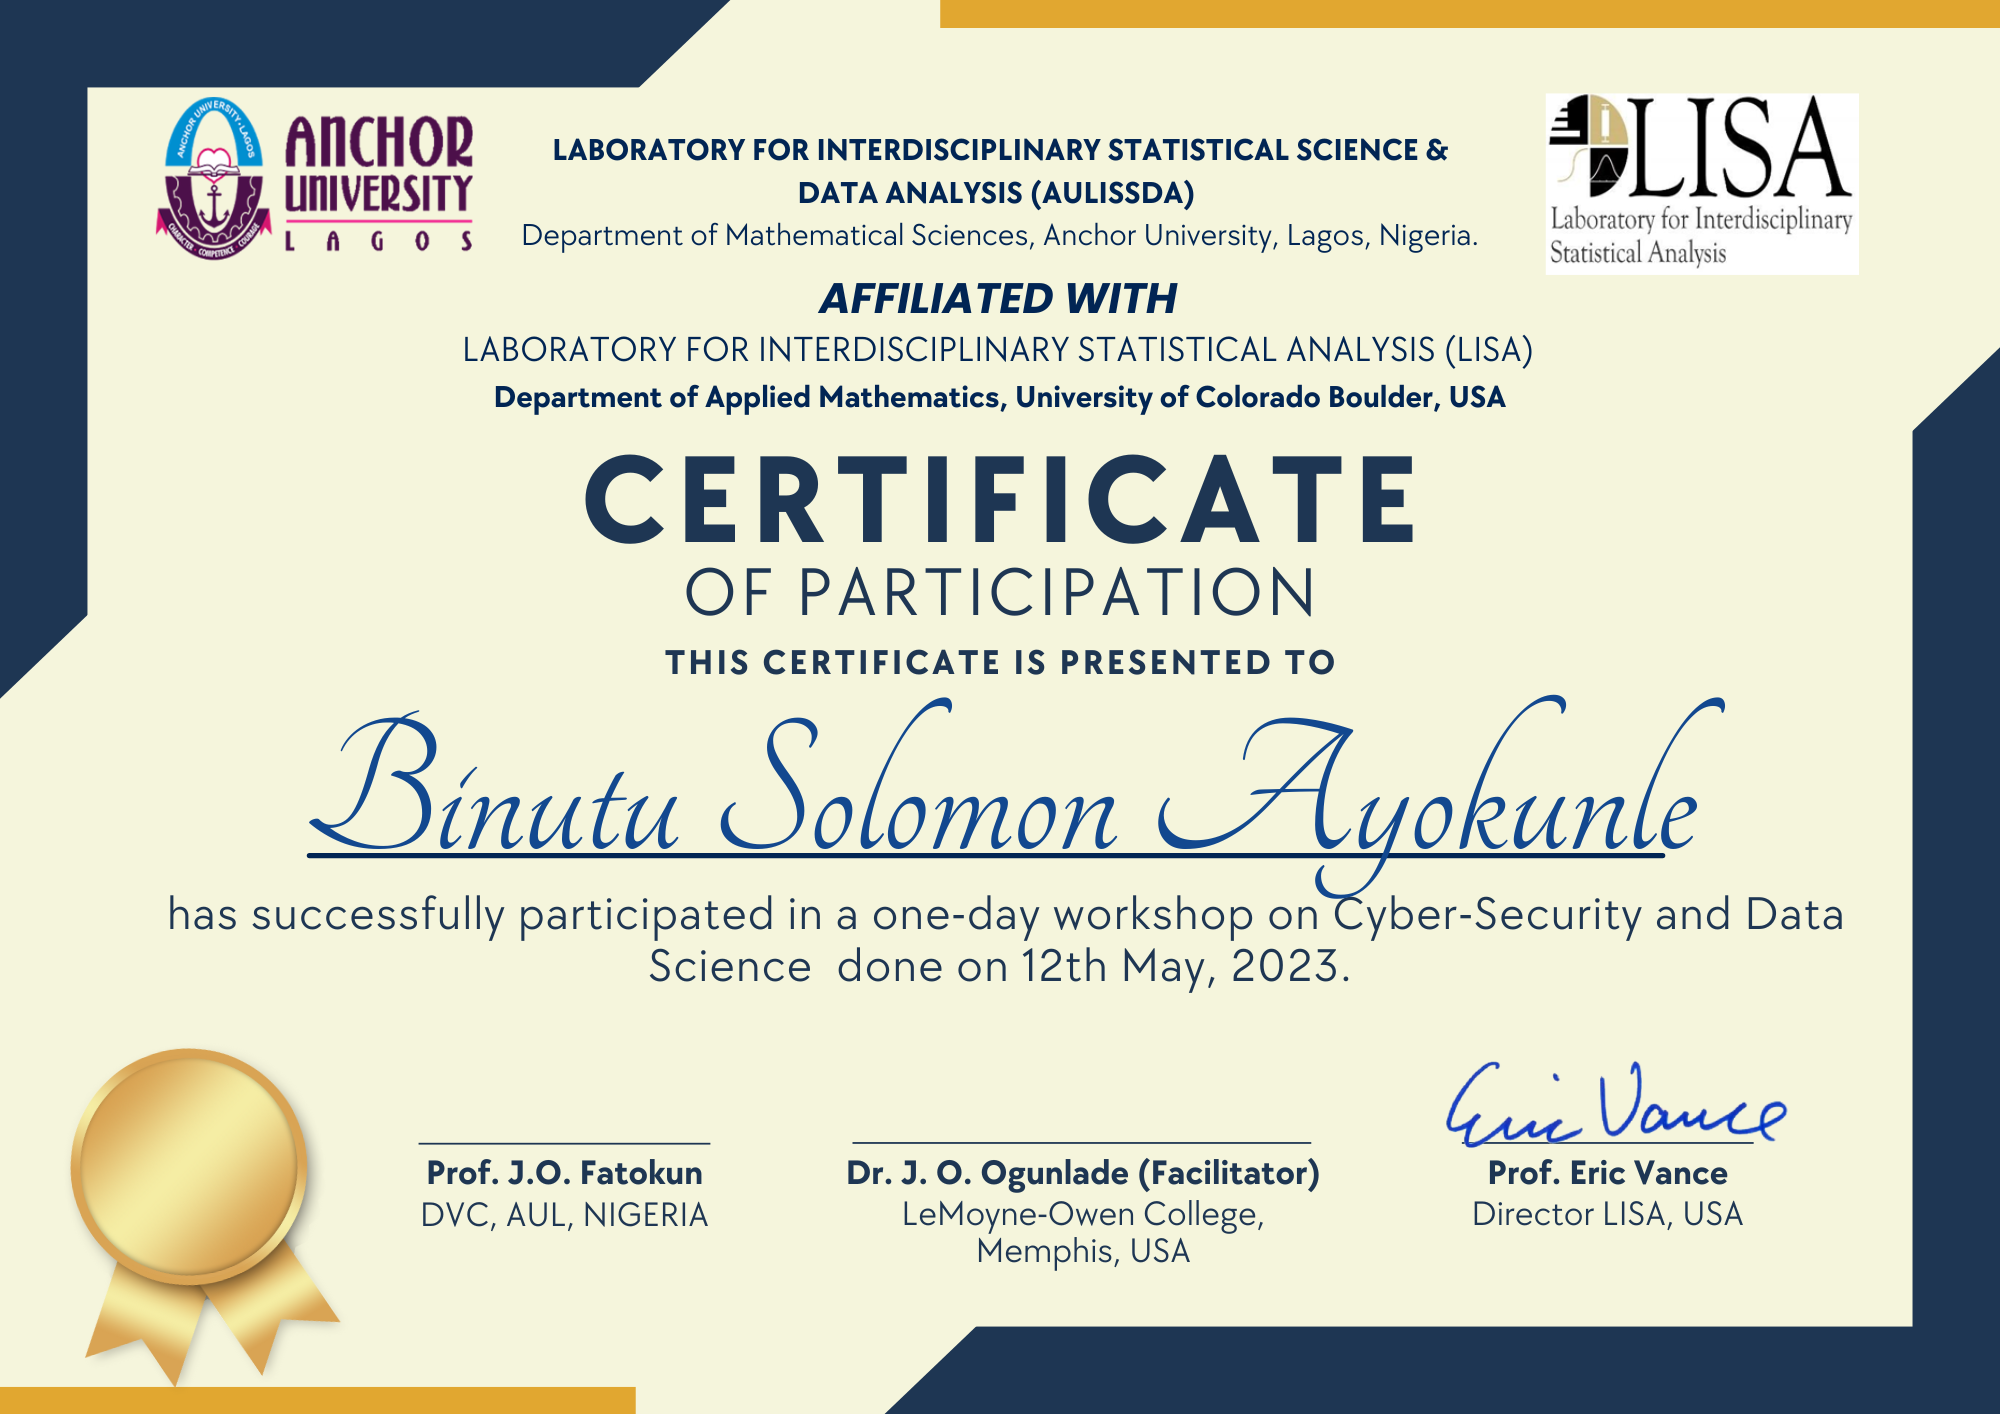 ANCHOR UNIVERSITY · LAGOS
CHARACTER COMPETENCE COURAGE
ANCHOR
UNIVERSITY
LAGOS
LABORATORY FOR INTERDISCIPLINARY STATISTICAL SCIENCE &
DATA ANALYSIS (AULISSDA)
Department of Mathematical Sciences, Anchor University, Lagos, Nigeria.
LISA
Laboratory for Interdisciplinary
Statistical Analysis
AFFILIATED WITH
LABORATORY FOR INTERDISCIPLINARY STATISTICAL ANALYSIS (LISA)
Department of Applied Mathematics, University of Colorado Boulder, USA
CERTIFICATE
OF PARTICIPATION
THIS CERTIFICATE IS PRESENTED TO
Binutu Solomon Ayokunle
has successfully participated in a one-day workshop on Cyber-Security and Data
Science done on 12th May, 2023.
Eric Vance
Prof. J.O. Fatokun
DVC, AUL, NIGERIA
Dr. J. O. Ogunlade (Facilitator)
LeMoyne-Owen College,
Memphis, USA
Prof. Eric Vance
Director LISA, USA